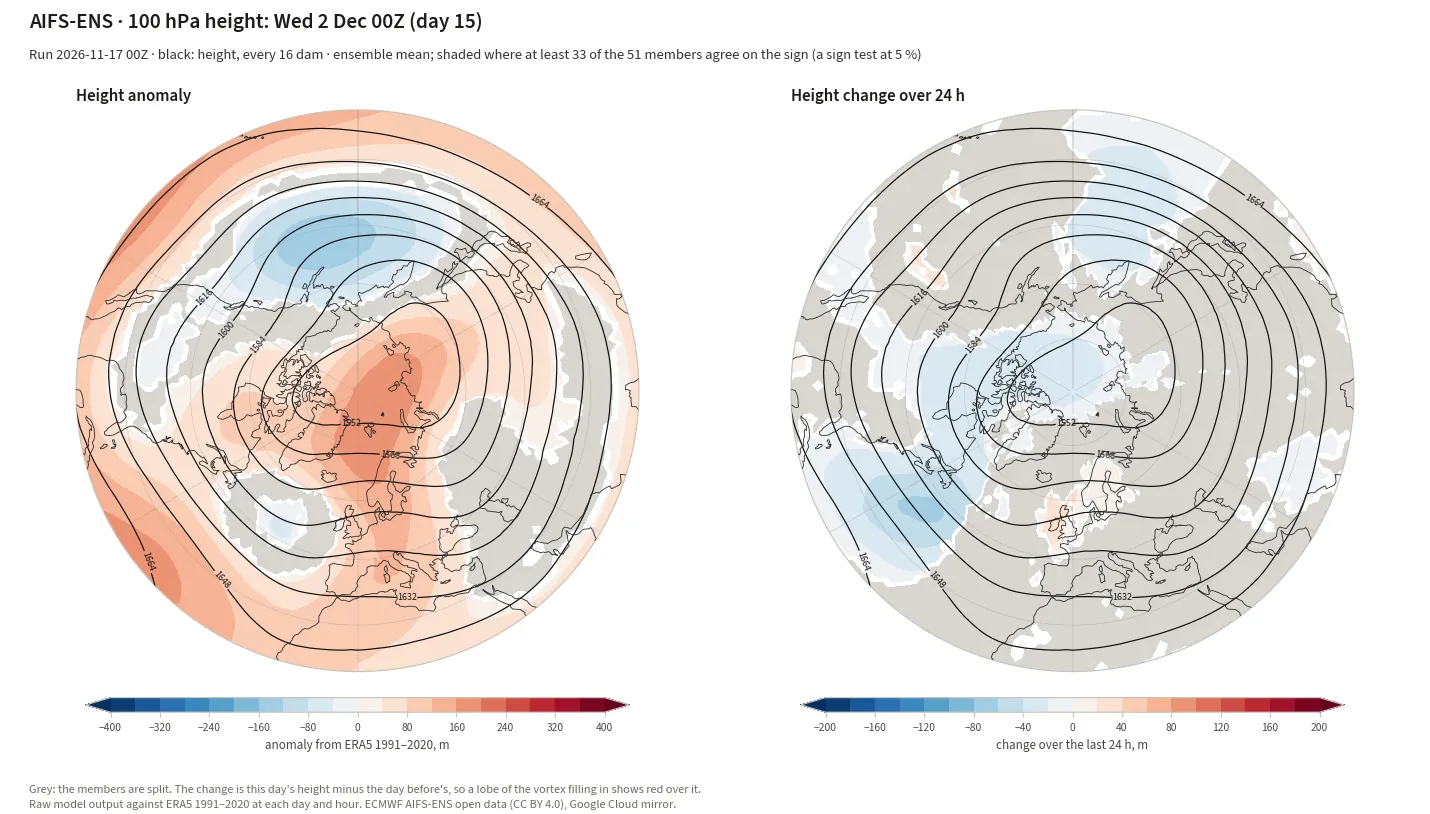 AIFS-ENS · 100 hPa height: Wed 2 Dec 00Z (day 15)
Run 2026-11-17 00Z · black: height, every 16 dam · ensemble mean; shaded where at least 33 of the 51 members agree on the sign (a sign test at 5 %)
Height anomaly
Height change over 24 h
1664
1616
1600
1584
1552
1568
1664
1648
1632
1664
1616
1600
1584
1552
1568
1664
1648
1632
−400 −320 −240 −160 −80 0 80 160 240 320 400
anomaly from ERA5 1991–2020, m
−200 −160 −120 −80 −40 0 40 80 120 160 200
change over the last 24 h, m
Grey: the members are split. The change is this day's height minus the day before's, so a lobe of the vortex filling in shows red over it.
Raw model output against ERA5 1991–2020 at each day and hour. ECMWF AIFS-ENS open data (CC BY 4.0), Google Cloud mirror.